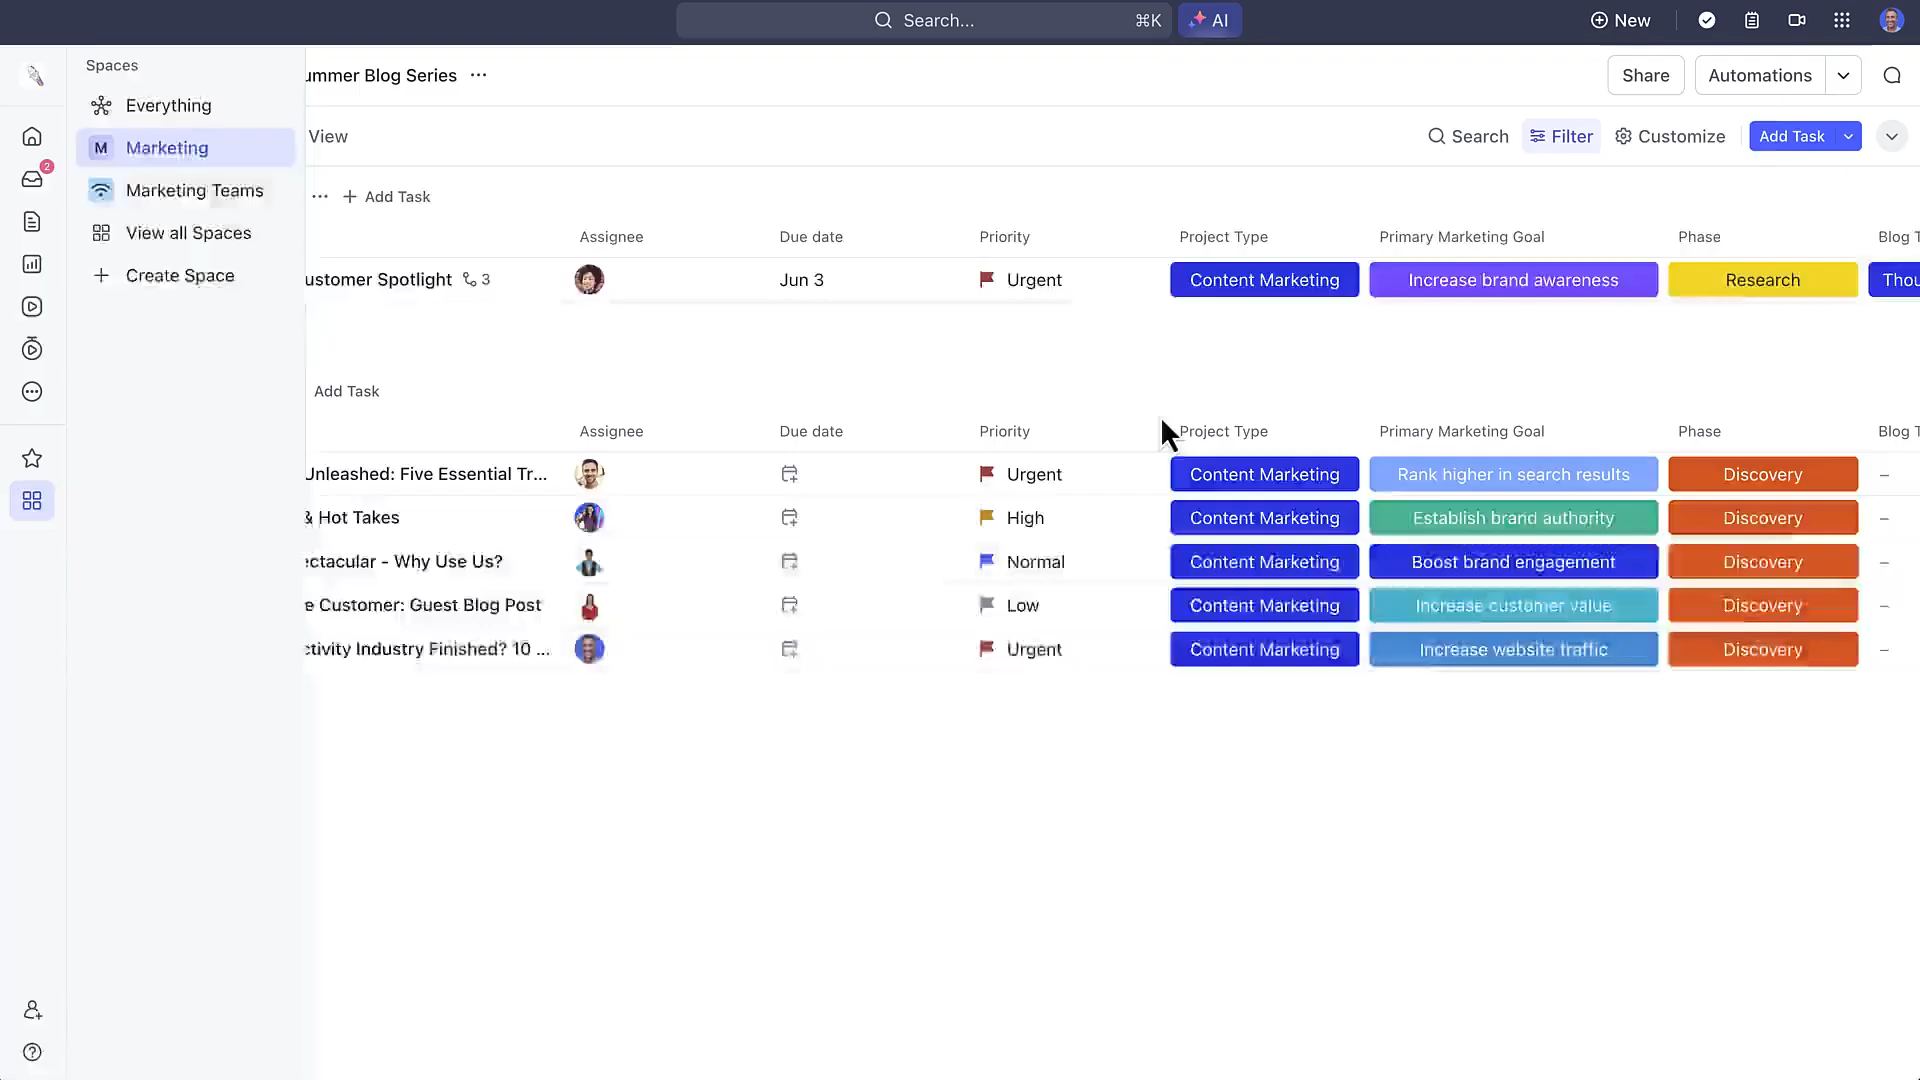 Search... ⌘K AI New
Spaces
Everything
M Marketing
Marketing Teams
View all Spaces
Create Space
2
ummer Blog Series ...
Share Automations
View
Search Filter Customize Add Task
... + Add Task
Assignee Due date Priority Project Type Primary Marketing Goal Phase Blog T
ustomer Spotlight 3 Jun 3 Urgent Content Marketing Increase brand awareness Research Thou
Add Task
Assignee Due date Priority Project Type Primary Marketing Goal Phase Blog T
Unleashed: Five Essential Tr... Urgent Content Marketing Rank higher in search results Discovery –
& Hot Takes High Content Marketing Establish brand authority Discovery –
ectacular - Why Use Us? Normal Content Marketing Boost brand engagement Discovery –
e Customer: Guest Blog Post Low Content Marketing Increase customer value Discovery –
ctivity Industry Finished? 10 ... Urgent Content Marketing Increase website traffic Discovery –